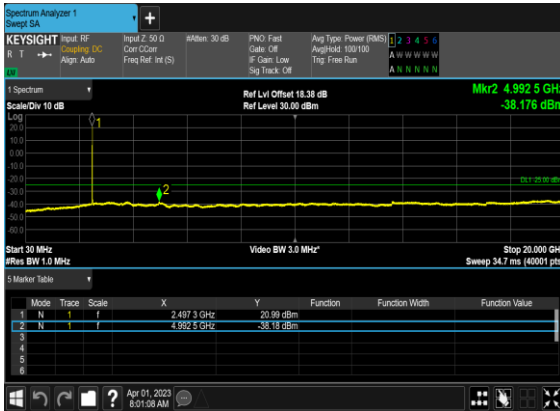 Spectrum Analyzer 1
Swept SA
KEYSIGHT Input: RF Input Z: 50 Ω #Atten: 30 dB PNO: Fast Avg Type: Power (RMS) 1 2 3 4 5 6
R T Coupling: DC Corr CCorr Gate: Off Avg|Hold: 100/100 A W W W W W
Align: Auto Freq Ref: Int (S) IF Gain: Low Trig: Free Run
Sig Track: Off A N N N N N
1 Spectrum Ref Lvl Offset 18.38 dB Mkr2 4.992 5 GHz
Scale/Div 10 dB Ref Level 30.00 dBm -38.176 dBm
Log
20.0
10.0
0.00
-10.0
-20.0
-30.0
-40.0
-50.0
-60.0
1
2
DL1 -25.00 dBm
Start 30 MHz Video BW 3.0 MHz* Stop 20.000 GHz
#Res BW 1.0 MHz Sweep 34.7 ms (40001 pts)
5 Marker Table
Mode Trace Scale X Y Function Function Width Function Value
1 N 1 f 2.497 3 GHz 20.99 dBm
2 N 1 f 4.992 5 GHz -38.18 dBm
3
4
5
6
Apr 01, 2023
8:01:08 AM